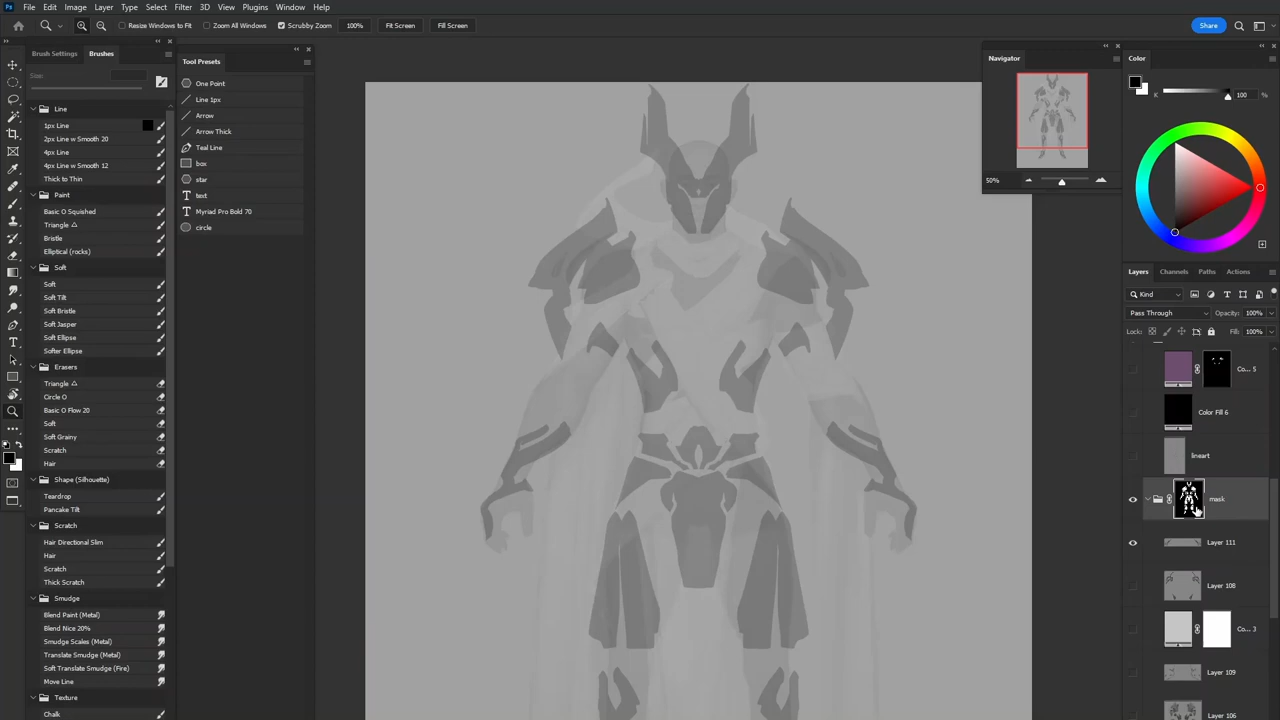 Ps File Edit Image Layer Type Select Filter 3D View Plugins Window Help
Resize Windows to Fit Zoom All Windows Scrubby Zoom 100% Fit Screen Fill Screen Share
Brush Settings Brushes
Size:
Line
1px Line
2px Line w Smooth 20
4px Line
4px Line w Smooth 12
Thick to Thin
Paint
Basic O Squished
Triangle △
Bristle
Elliptical (rocks)
Soft
Soft
Soft Tilt
Soft Bristle
Soft Jasper
Soft Ellipse
Softer Ellipse
Erasers
Triangle △
Circle O
Basic O Flow 20
Soft
Soft Grainy
Scratch
Hair
Shape (Silhouette)
Teardrop
Pancake Tilt
Scratch
Hair Directional Slim
Hair
Scratch
Thick Scratch
Smudge
Blend Paint (Metal)
Blend Nice 20%
Smudge Scales (Metal)
Translate Smudge (Metal)
Soft Translate Smudge (Fire)
Move Line
Texture
Chalk
Tool Presets
One Point
Line 1px
Arrow
Arrow Thick
Teal Line
box
star
text
Myriad Pro Bold 70
circle
Navigator
50%
Color
K 100 %
Layers Channels Paths Actions
Kind
Pass Through Opacity: 100%
Lock: Fill: 100%
Co... 5
Color Fill 6
lineart
mask
Layer 111
Layer 108
Co... 3
Layer 109
Layer 106